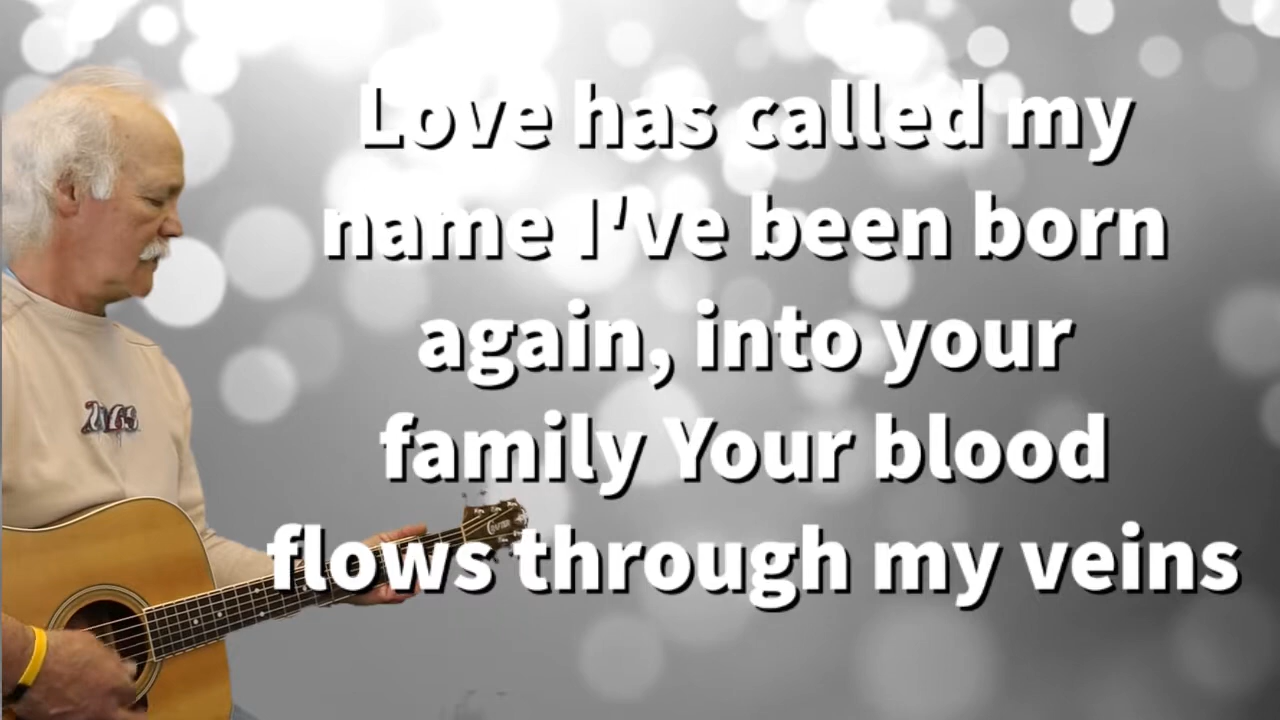 Love has called my
name I've been born
again, into your
family Your blood
flows through my veins